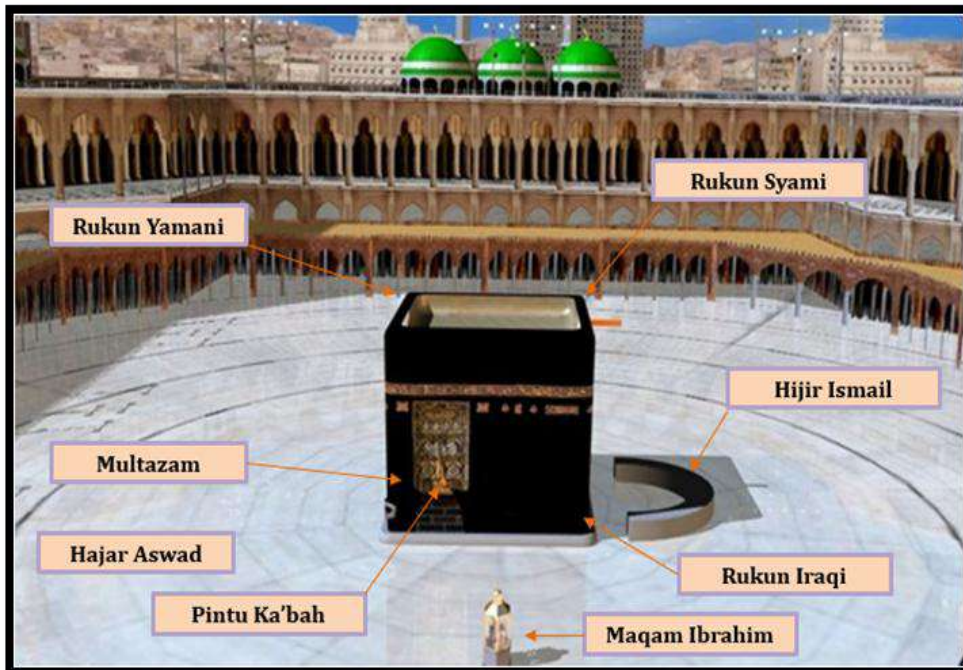 Rukun Syami
Rukun Yamani
Hijir Ismail
Multazam
Hajar Aswad
Rukun Iraqi
Pintu Ka’bah
Maqam Ibrahim